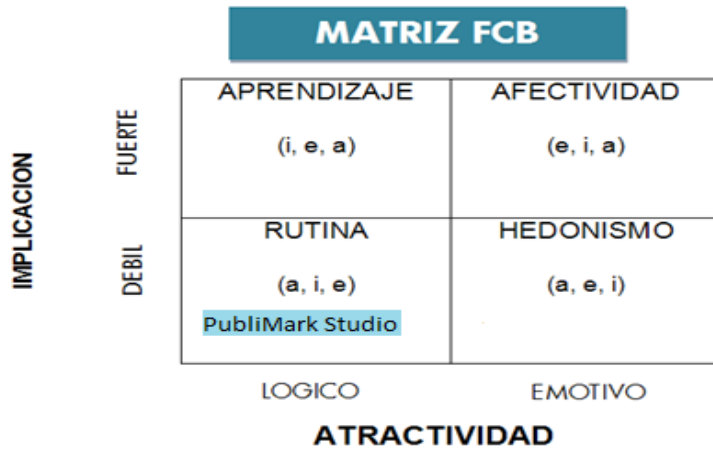 MATRIZ FCB
APRENDIZAJE
(i, e, a)
AFECTIVIDAD
(e, i, a)
RUTINA
(a, i, e)
PubliMark Studio
HEDONISMO
(a, e, i)
IMPLICACION
FUERTE
DEBIL
LOGICO
EMOTIVO
ATRACTIVIDAD